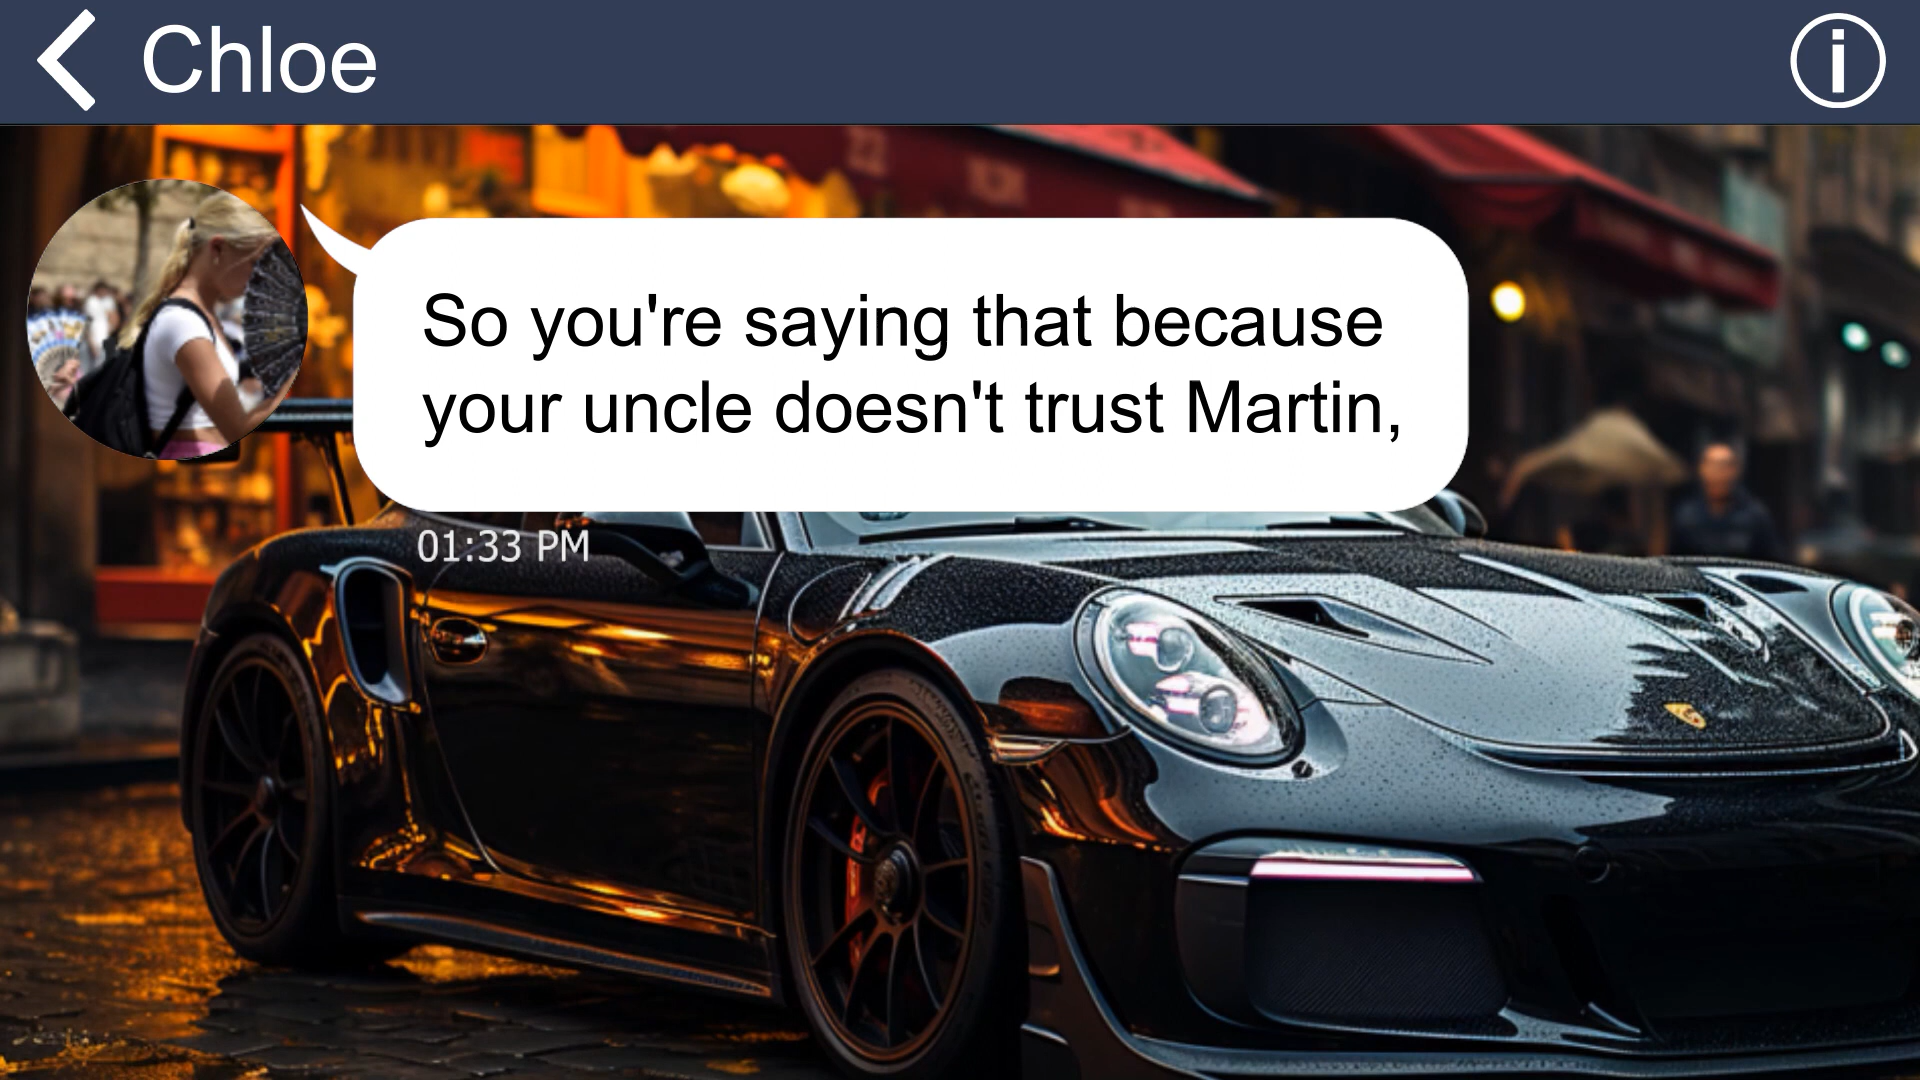 Chloe
So you're saying that because
your uncle doesn't trust Martin,
01:33 PM